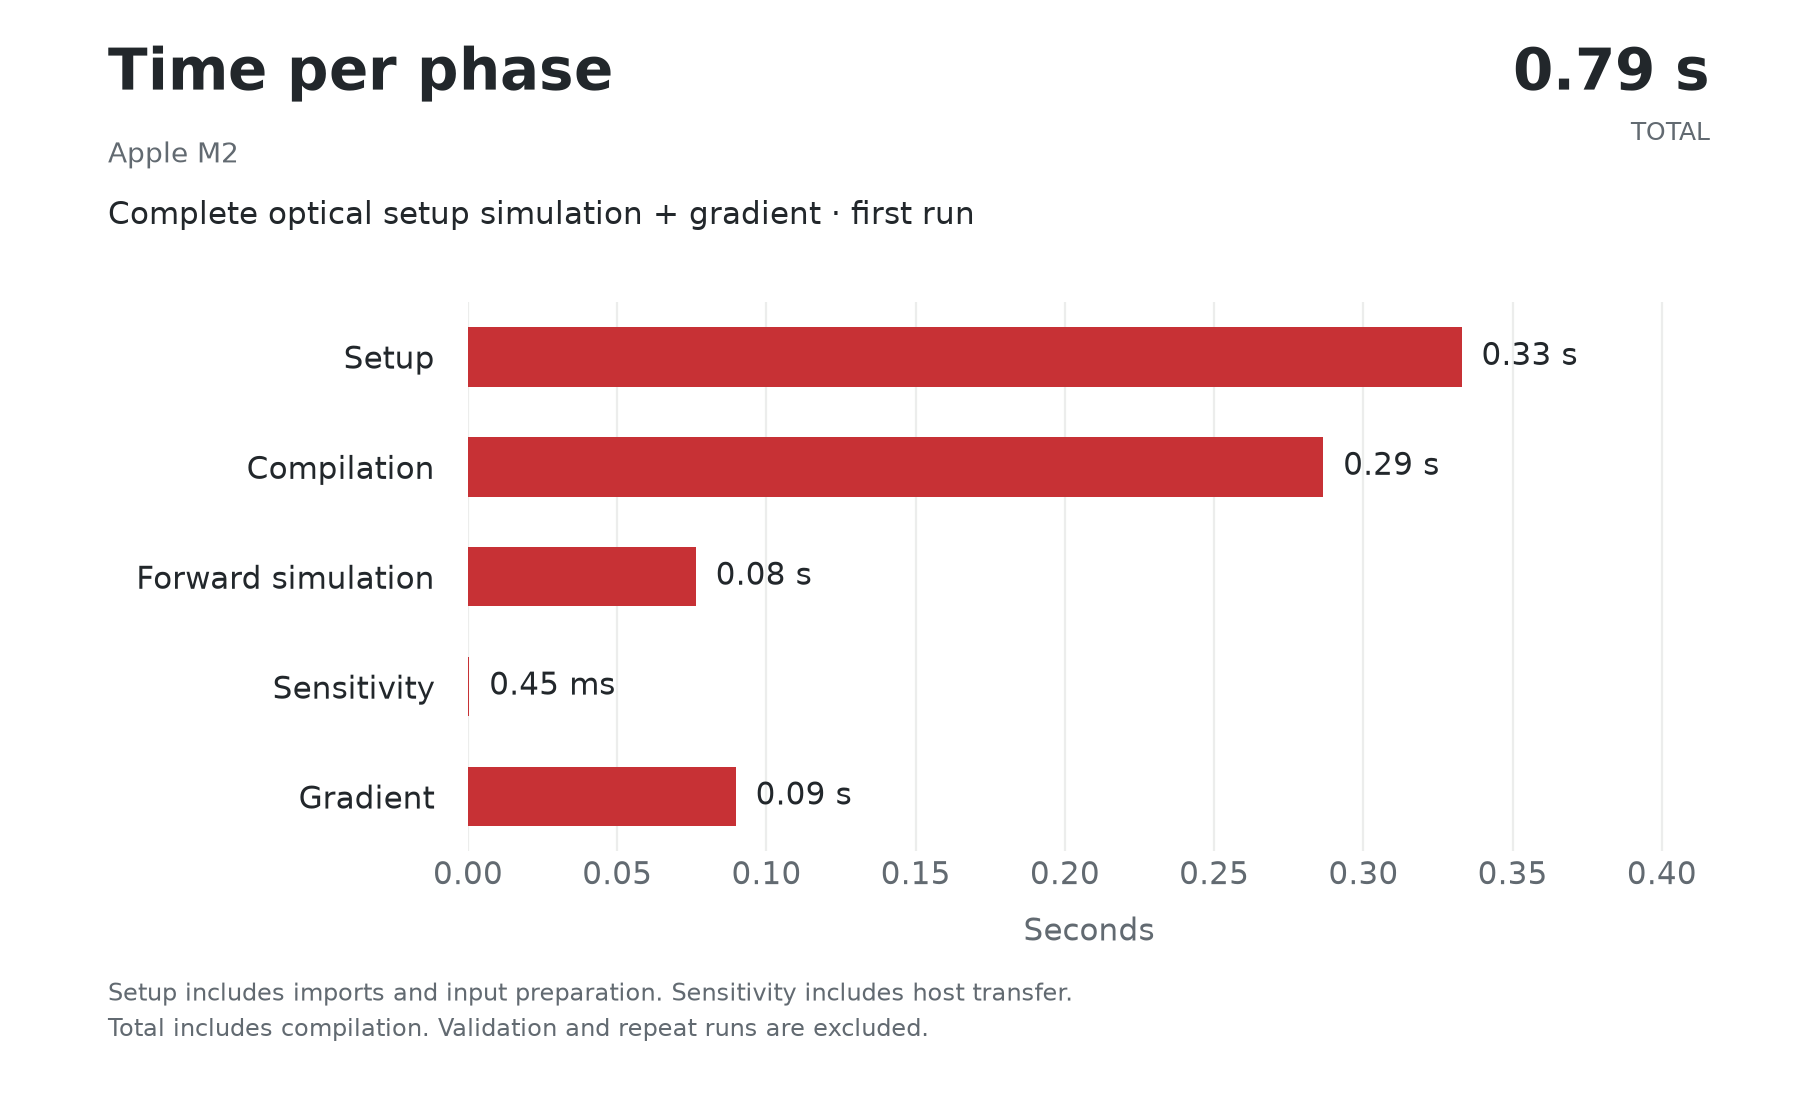 Time per phase
0.79 s
TOTAL
Apple M2
Complete optical setup simulation + gradient · first run
Setup
0.33 s
Compilation
0.29 s
Forward simulation
0.08 s
Sensitivity
0.45 ms
Gradient
0.09 s
0.00 0.05 0.10 0.15 0.20 0.25 0.30 0.35 0.40
Seconds
Setup includes imports and input preparation. Sensitivity includes host transfer.
Total includes compilation. Validation and repeat runs are excluded.